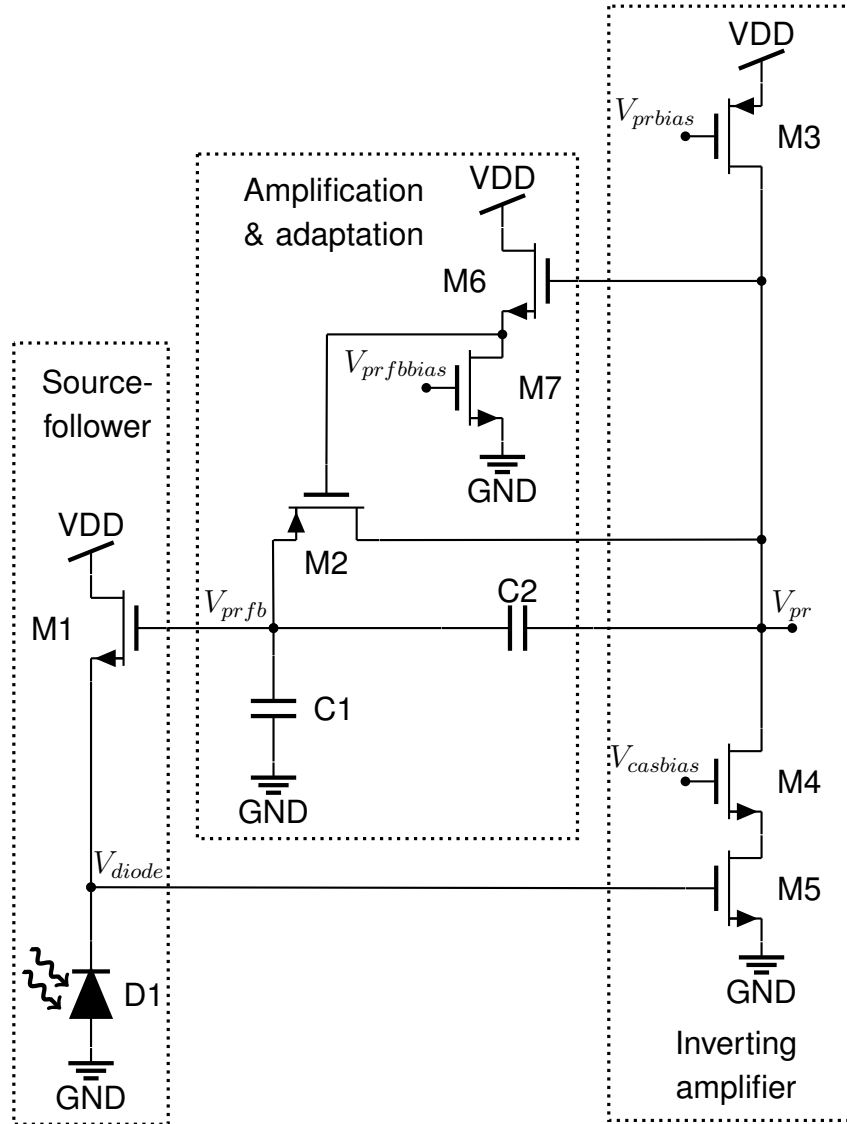 VDD
V_prbias
M3
Amplification
& adaptation
VDD
M6
V_prfbbias
M7
GND
Source-
follower
VDD
M1
V_prfb
M2
C2
V_pr
C1
GND
V_casbias
M4
V_diode
M5
GND
D1
GND
Inverting
amplifier